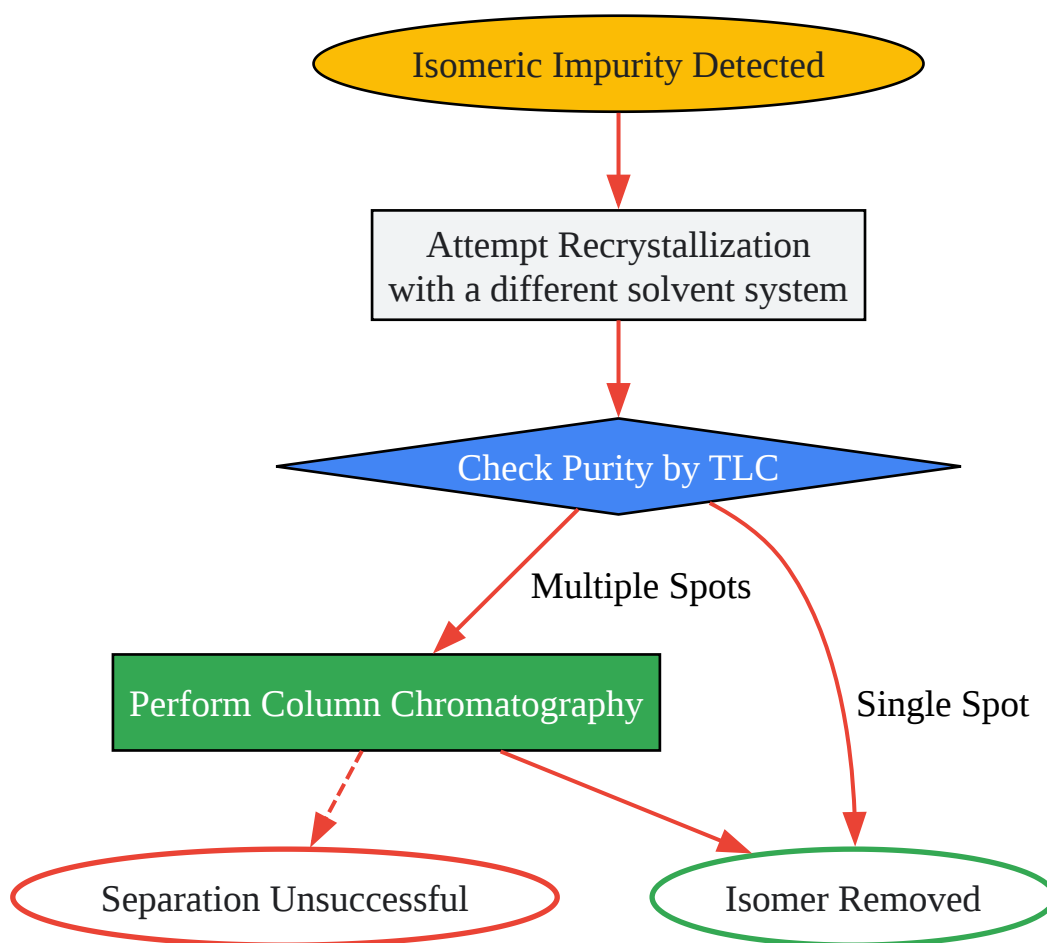 Isomeric Impurity Detected
Attempt Recrystallization
with a different solvent system
Check Purity by TLC
Multiple Spots
Perform Column Chromatography
Single Spot
Separation Unsuccessful
Isomer Removed